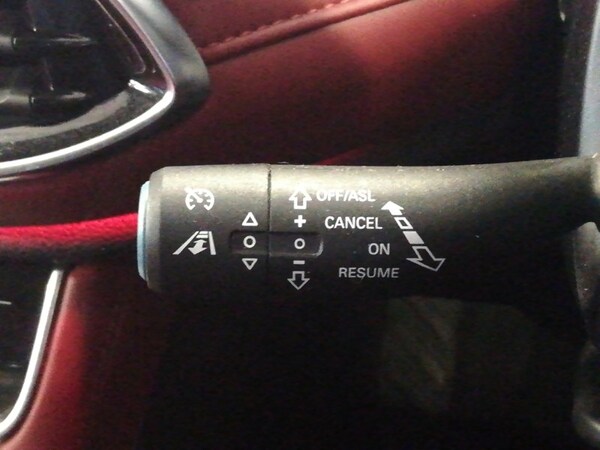 OFF/ASL
+ CANCEL
ON
− RESUME